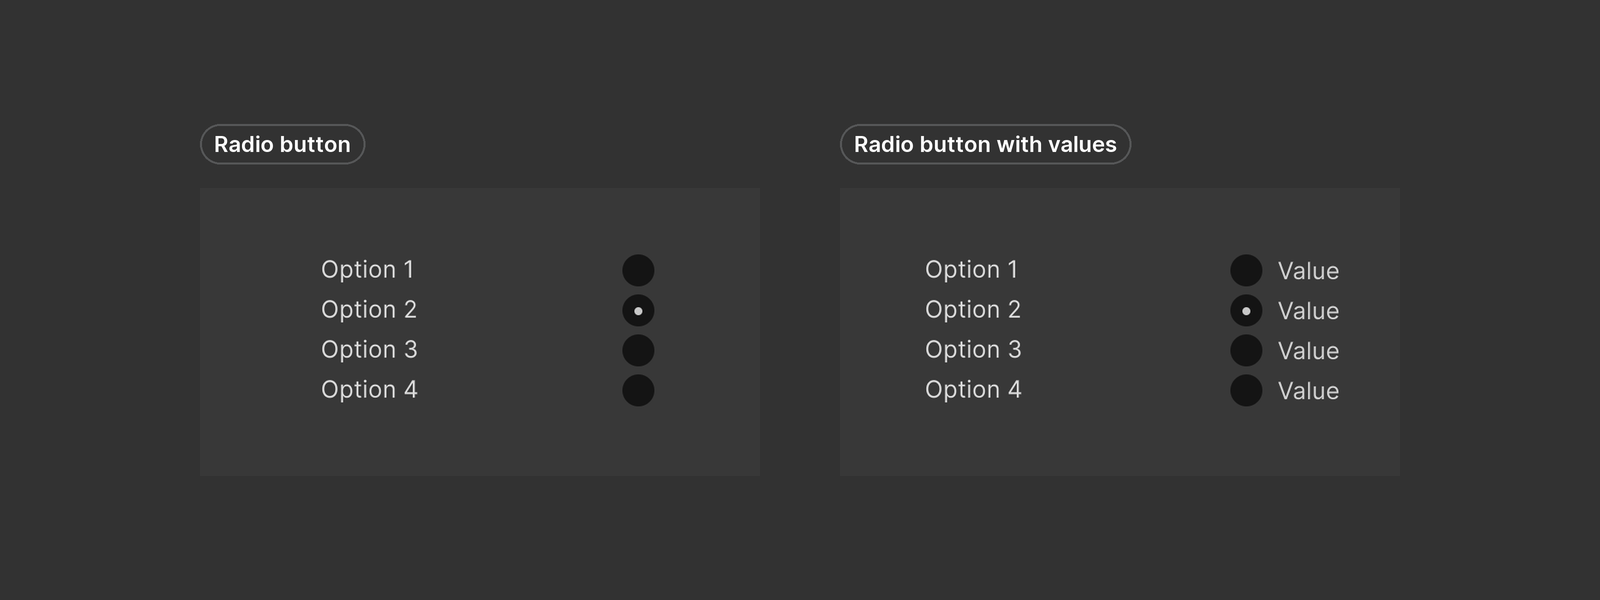 Radio button
Option 1
Option 2
Option 3
Option 4
Radio button with values
Option 1 Value
Option 2 Value
Option 3 Value
Option 4 Value